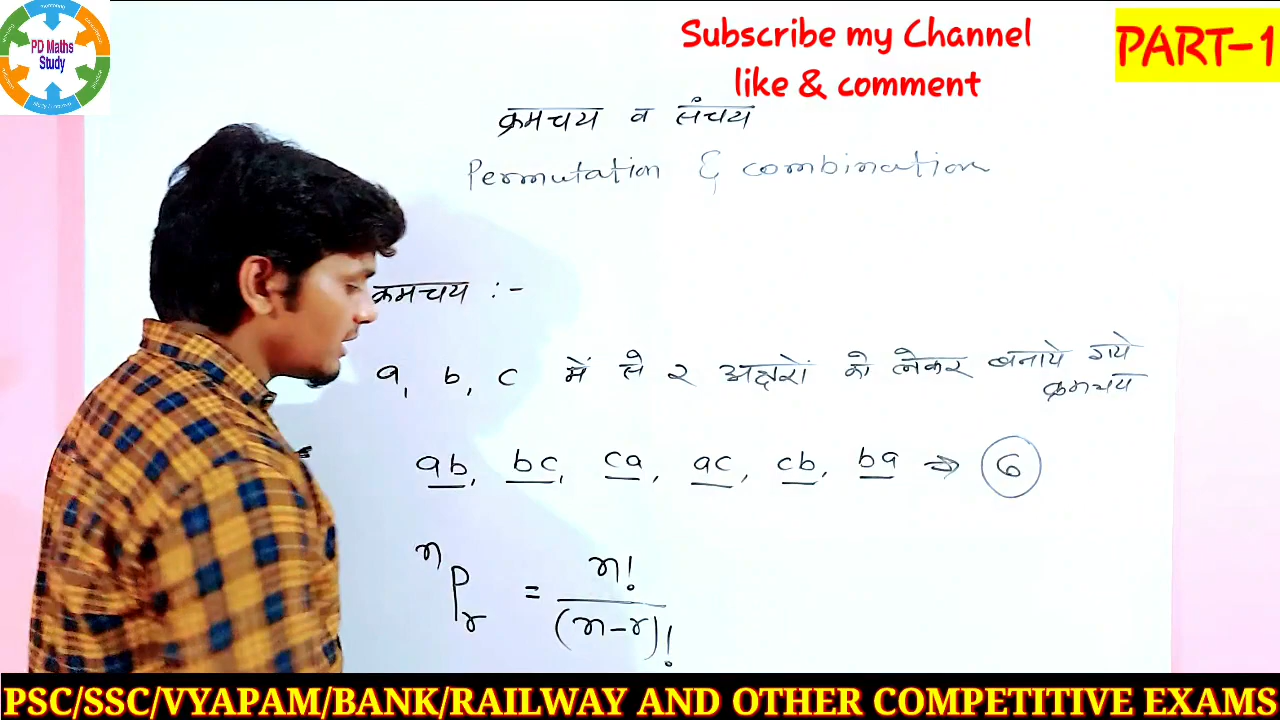 PD Maths
Study
Subscribe my Channel
like & comment
PART-1
क्रमचय व संचय
Permutation & combination
क्रमचय :-
a, b, c में से २ अक्षरों को लेकर बनाये गये
क्रमचय
ab, bc, ca, ac, cb, ba ⇒ 6
ⁿPᵣ = n! / (n-r)!
PSC/SSC/VYAPAM/BANK/RAILWAY AND OTHER COMPETITIVE EXAMS